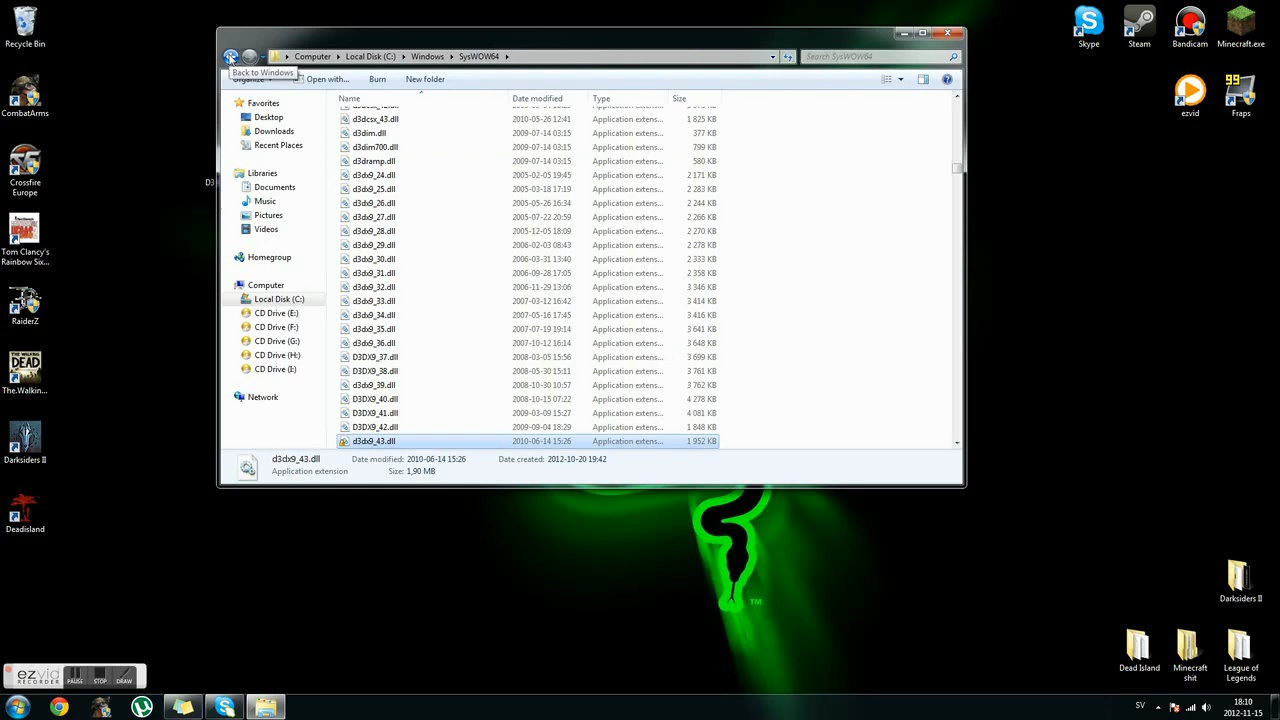 Recycle Bin
CombatArms
Crossfire
Europe
Tom Clancy's
Rainbow Six...
RaiderZ
The.Walkin...
Darksiders II
Deadisland
D3
Computer
Local Disk (C:)
Windows
SysWOW64
Search SysWOW64
Back to Windows
Organize
Open with...
Burn
New folder
Name
Date modified
Type
Size
d3dcsx_43.dll 2010-05-26 12:41 Application extens... 1 825 KB
d3dim.dll 2009-07-14 03:15 Application extens... 377 KB
d3dim700.dll 2009-07-14 03:15 Application extens... 799 KB
d3dramp.dll 2009-07-14 03:15 Application extens... 580 KB
d3dx9_24.dll 2005-02-05 19:45 Application extens... 2 171 KB
d3dx9_25.dll 2005-03-18 17:19 Application extens... 2 283 KB
d3dx9_26.dll 2005-05-26 16:34 Application extens... 2 244 KB
d3dx9_27.dll 2005-07-22 20:59 Application extens... 2 266 KB
d3dx9_28.dll 2005-12-05 18:09 Application extens... 2 270 KB
d3dx9_29.dll 2006-02-03 08:43 Application extens... 2 278 KB
d3dx9_30.dll 2006-03-31 13:40 Application extens... 2 333 KB
d3dx9_31.dll 2006-09-28 17:05 Application extens... 2 358 KB
d3dx9_32.dll 2006-11-29 13:06 Application extens... 3 346 KB
d3dx9_33.dll 2007-03-12 16:42 Application extens... 3 414 KB
d3dx9_34.dll 2007-05-16 17:45 Application extens... 3 416 KB
d3dx9_35.dll 2007-07-19 19:14 Application extens... 3 641 KB
d3dx9_36.dll 2007-10-12 16:14 Application extens... 3 648 KB
D3DX9_37.dll 2008-03-05 15:56 Application extens... 3 699 KB
D3DX9_38.dll 2008-05-30 15:11 Application extens... 3 761 KB
d3dx9_39.dll 2008-10-30 10:57 Application extens... 3 762 KB
D3DX9_40.dll 2008-10-15 07:22 Application extens... 4 278 KB
D3DX9_41.dll 2009-03-09 15:27 Application extens... 4 081 KB
D3DX9_42.dll 2009-09-04 18:29 Application extens... 1 848 KB
d3dx9_43.dll 2010-06-14 15:26 Application extens... 1 952 KB
Favorites
Desktop
Downloads
Recent Places
Libraries
Documents
Music
Pictures
Videos
Homegroup
Computer
Local Disk (C:)
CD Drive (E:)
CD Drive (F:)
CD Drive (G:)
CD Drive (H:)
CD Drive (I:)
Network
d3dx9_43.dll Date modified: 2010-06-14 15:26 Date created: 2012-10-20 19:42
Application extension Size: 1,90 MB
Skype
Steam
Bandicam
Minecraft.exe
ezvid
99
Fraps
TM
Darksiders II
Dead Island
Minecraft
shit
League of
Legends
ezvid
RECORDER
PAUSE
STOP
DRAW
SV
18:10
2012-11-15